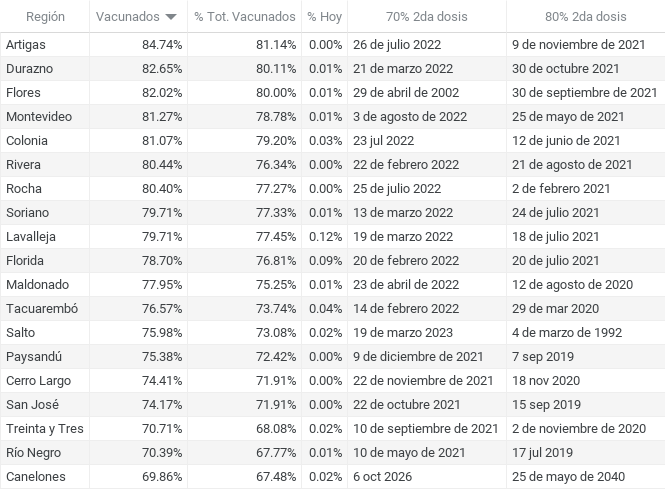 Región Vacunados % Tot. Vacunados % Hoy 70% 2da dosis 80% 2da dosis
Artigas 84.74% 81.14% 0.00% 26 de julio 2022 9 de noviembre de 2021
Durazno 82.65% 80.11% 0.01% 21 de marzo 2022 30 de octubre 2021
Flores 82.02% 80.00% 0.01% 29 de abril de 2002 30 de septiembre de 2021
Montevideo 81.27% 78.78% 0.01% 3 de agosto de 2022 25 de mayo de 2021
Colonia 81.07% 79.20% 0.03% 23 jul 2022 12 de junio de 2021
Rivera 80.44% 76.34% 0.00% 22 de febrero 2022 21 de agosto de 2021
Rocha 80.40% 77.27% 0.00% 25 de julio 2022 2 de febrero 2021
Soriano 79.71% 77.33% 0.01% 13 de marzo 2022 24 de julio 2021
Lavalleja 79.71% 77.45% 0.12% 19 de marzo 2022 18 de julio 2021
Florida 78.70% 76.81% 0.09% 20 de febrero 2022 20 de julio 2021
Maldonado 77.95% 75.25% 0.01% 23 de abril de 2022 12 de agosto de 2020
Tacuarembó 76.57% 73.74% 0.04% 14 de febrero 2022 29 de mar 2020
Salto 75.98% 73.08% 0.02% 19 de marzo 2023 4 de marzo de 1992
Paysandú 75.38% 72.42% 0.00% 9 de diciembre de 2021 7 sep 2019
Cerro Largo 74.41% 71.91% 0.00% 22 de noviembre de 2021 18 nov 2020
San José 74.17% 71.91% 0.00% 22 de octubre 2021 15 sep 2019
Treinta y Tres 70.71% 68.08% 0.02% 10 de septiembre de 2021 2 de noviembre de 2020
Río Negro 70.39% 67.77% 0.01% 10 de mayo de 2021 17 jul 2019
Canelones 69.86% 67.48% 0.02% 6 oct 2026 25 de mayo de 2040